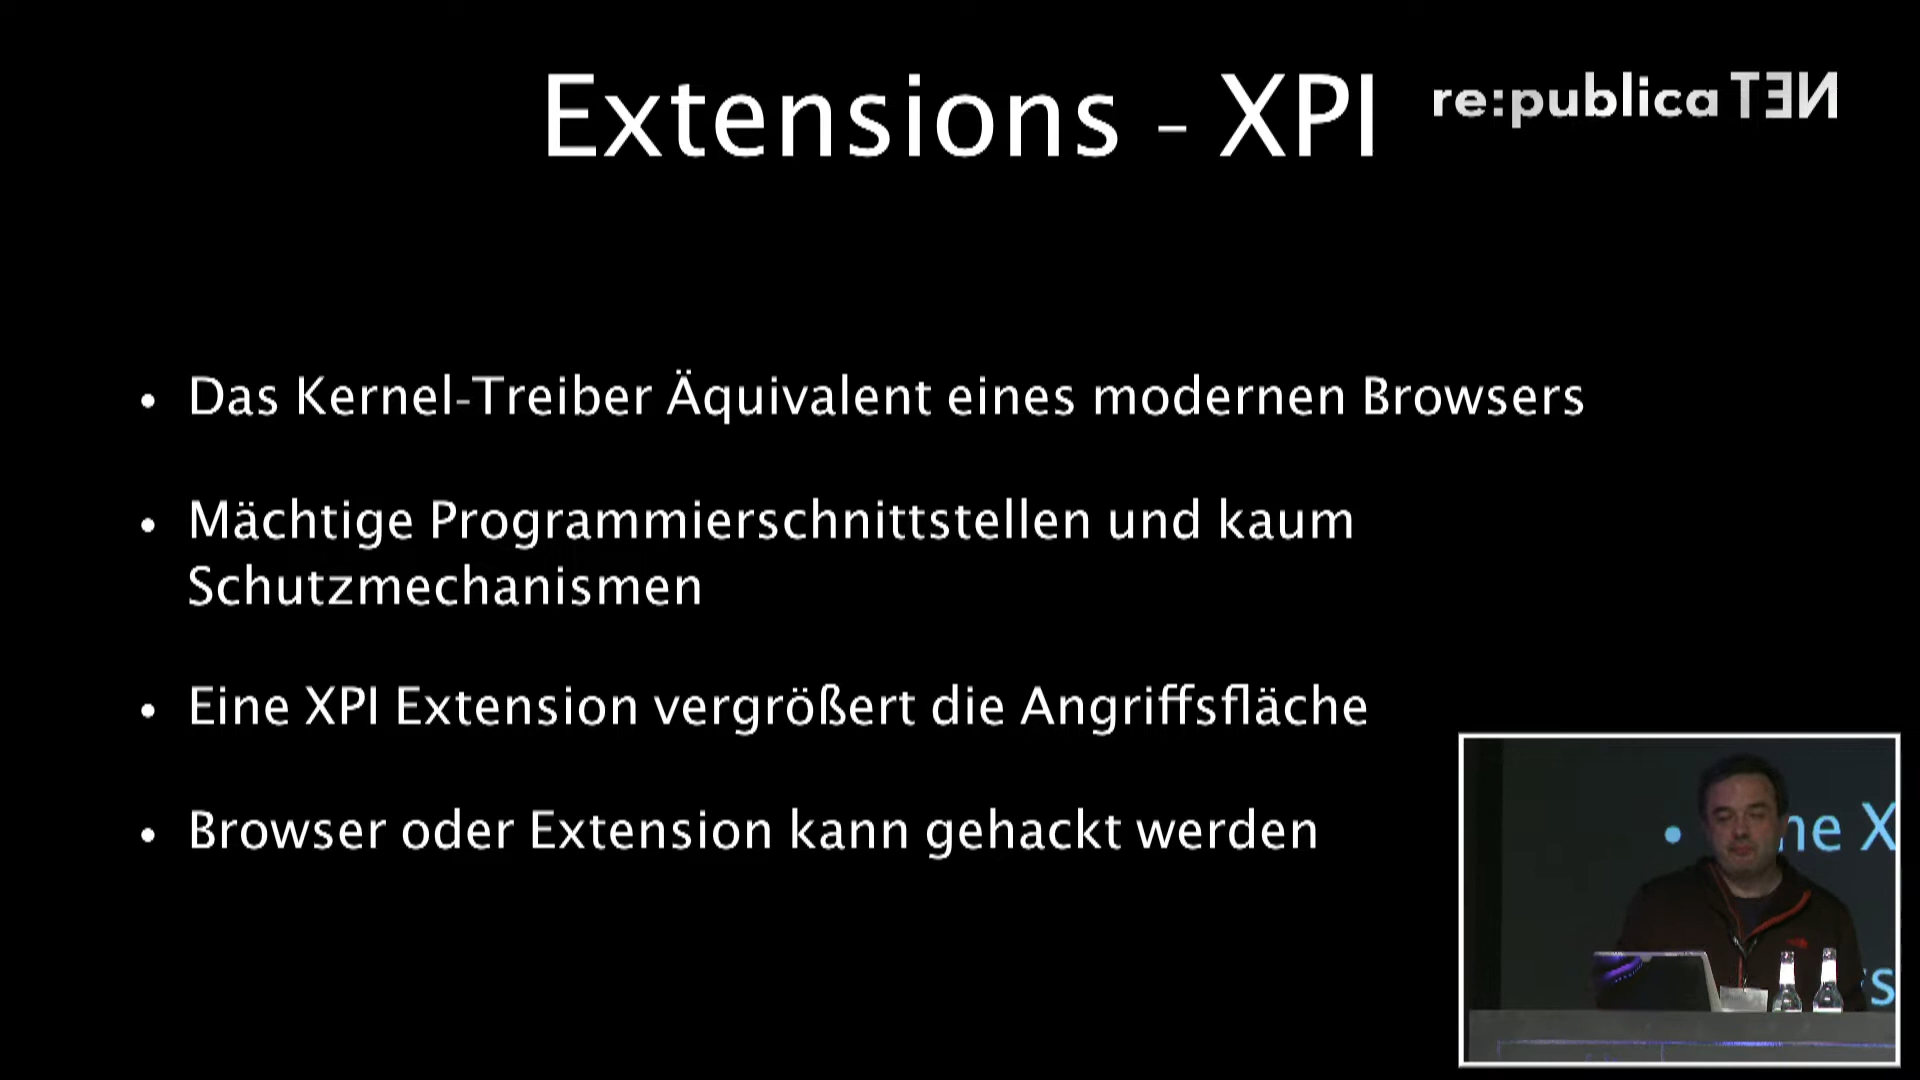 Extensions - XPI
re:publica TEN
• Das Kernel-Treiber Äquivalent eines modernen Browsers
• Mächtige Programmierschnittstellen und kaum
Schutzmechanismen
• Eine XPI Extension vergrößert die Angriffsfläche
• Browser oder Extension kann gehackt werden
• ne X
s